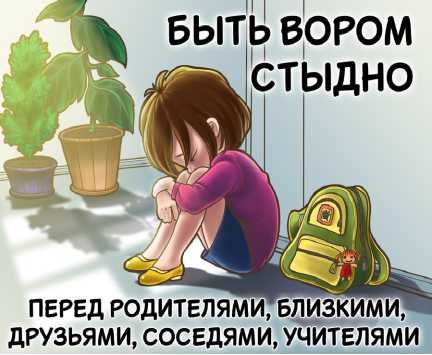 БЫТЬ ВОРОМ
СТЫДНО
ПЕРЕД РОДИТЕЛЯМИ, БЛИЗКИМИ,
ДРУЗЬЯМИ, СОСЕДЯМИ, УЧИТЕЛЯМИ